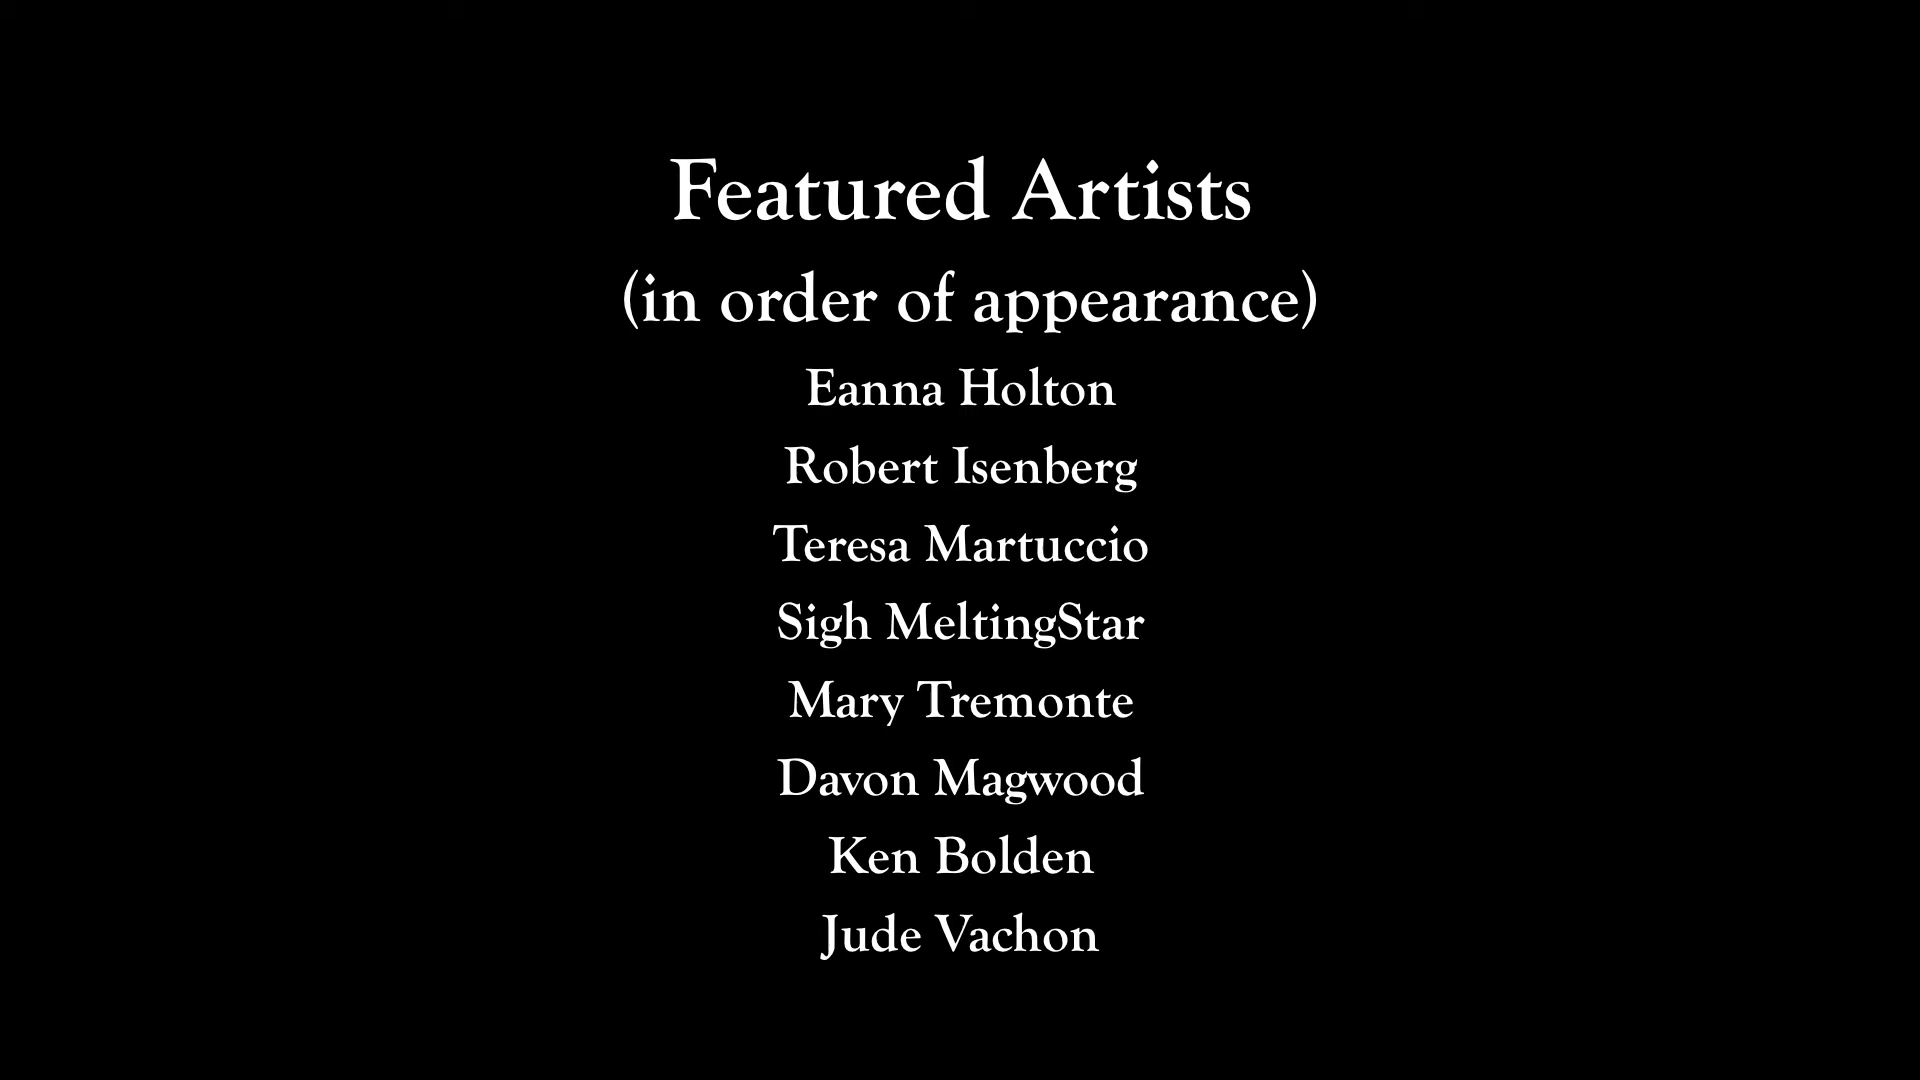 Featured Artists
(in order of appearance)
Eanna Holton
Robert Isenberg
Teresa Martuccio
Sigh MeltingStar
Mary Tremonte
Davon Magwood
Ken Bolden
Jude Vachon